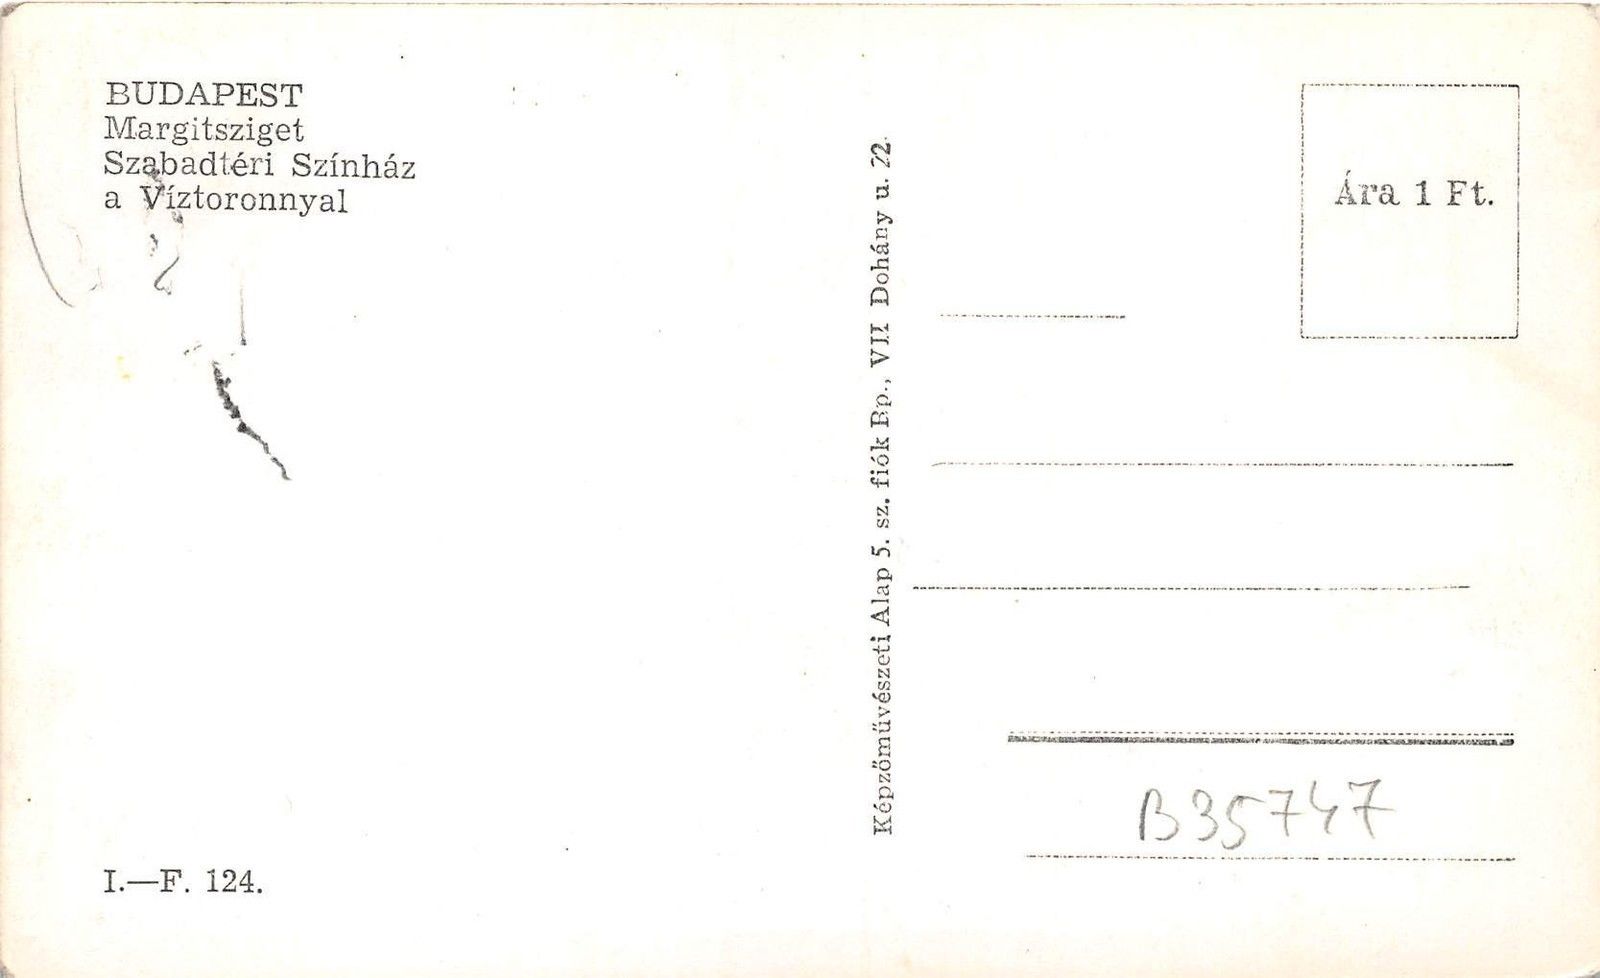 BUDAPEST
Margitsziget
Szabadtéri Színház
a Víztoronnyal
I.—F. 124.
Képzőművészeti Alap 5. sz. fiók Bp., VII Dohány u. 22.
Ára 1 Ft.
B35747